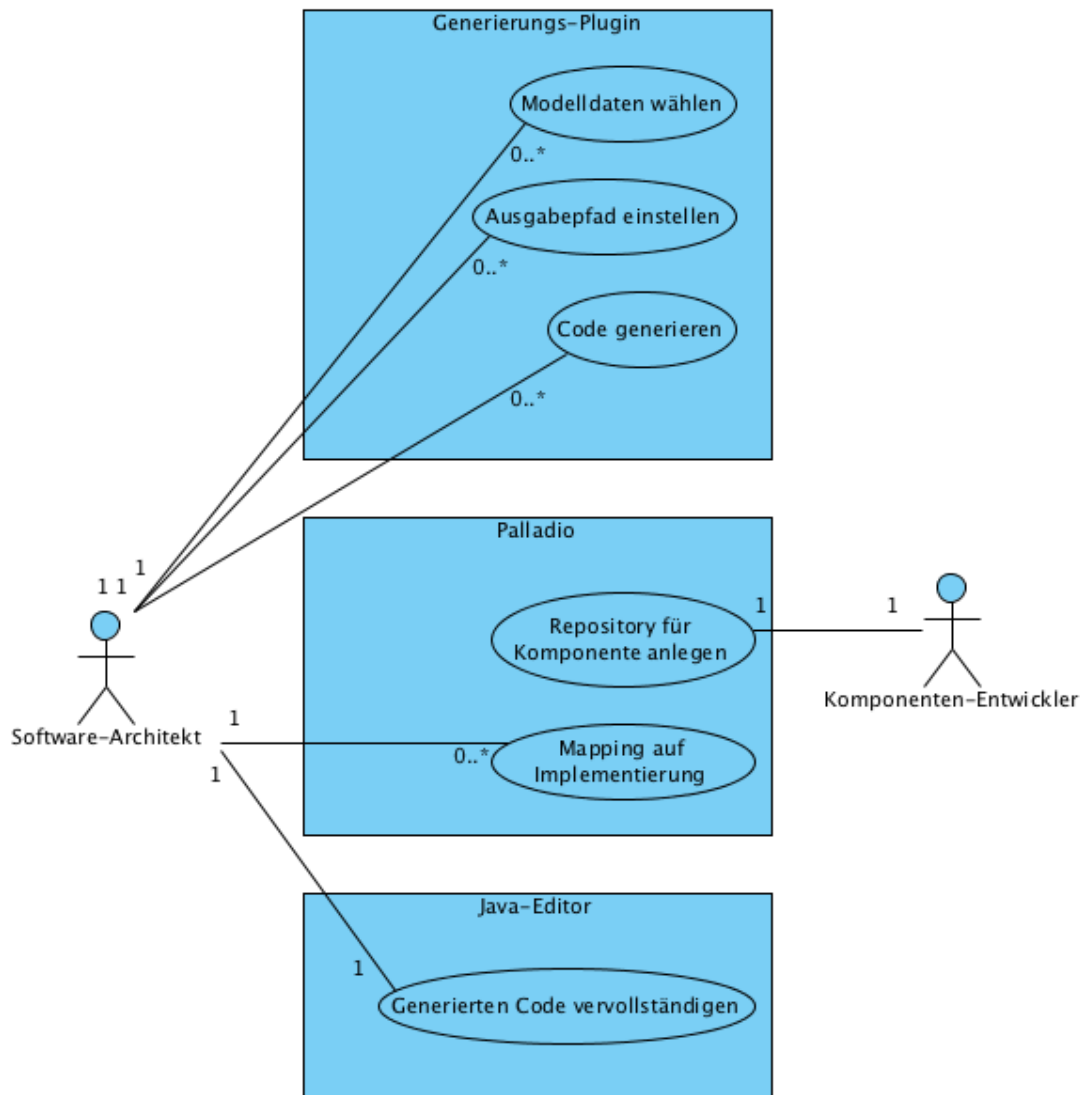 Generierungs-Plugin
Modelldaten wählen
0..*
Ausgabepfad einstellen
0..*
Code generieren
0..*
1
1 1
Software-Architekt
Palladio
Repository für
Komponente anlegen
1
1
Komponenten-Entwickler
1
0..*
Mapping auf
Implementierung
1
Java-Editor
1
Generierten Code vervollständigen